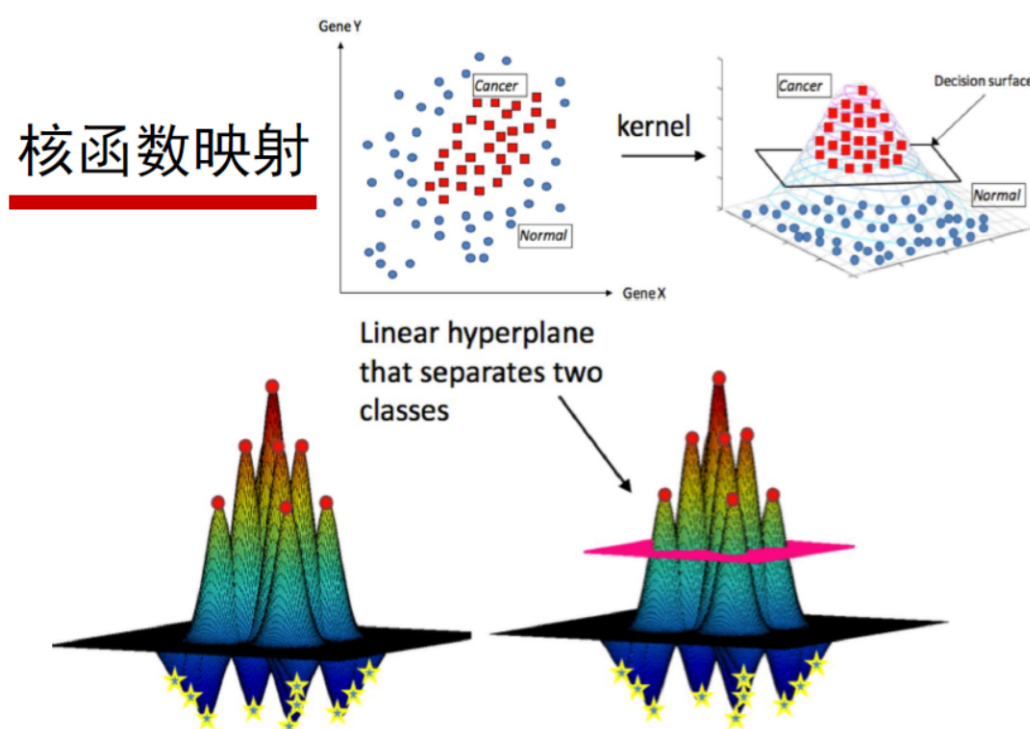 核函数映射
Gene Y
Cancer
Normal
Gene X
kernel
Cancer
Decision surface
Normal
Linear hyperplane
that separates two
classes